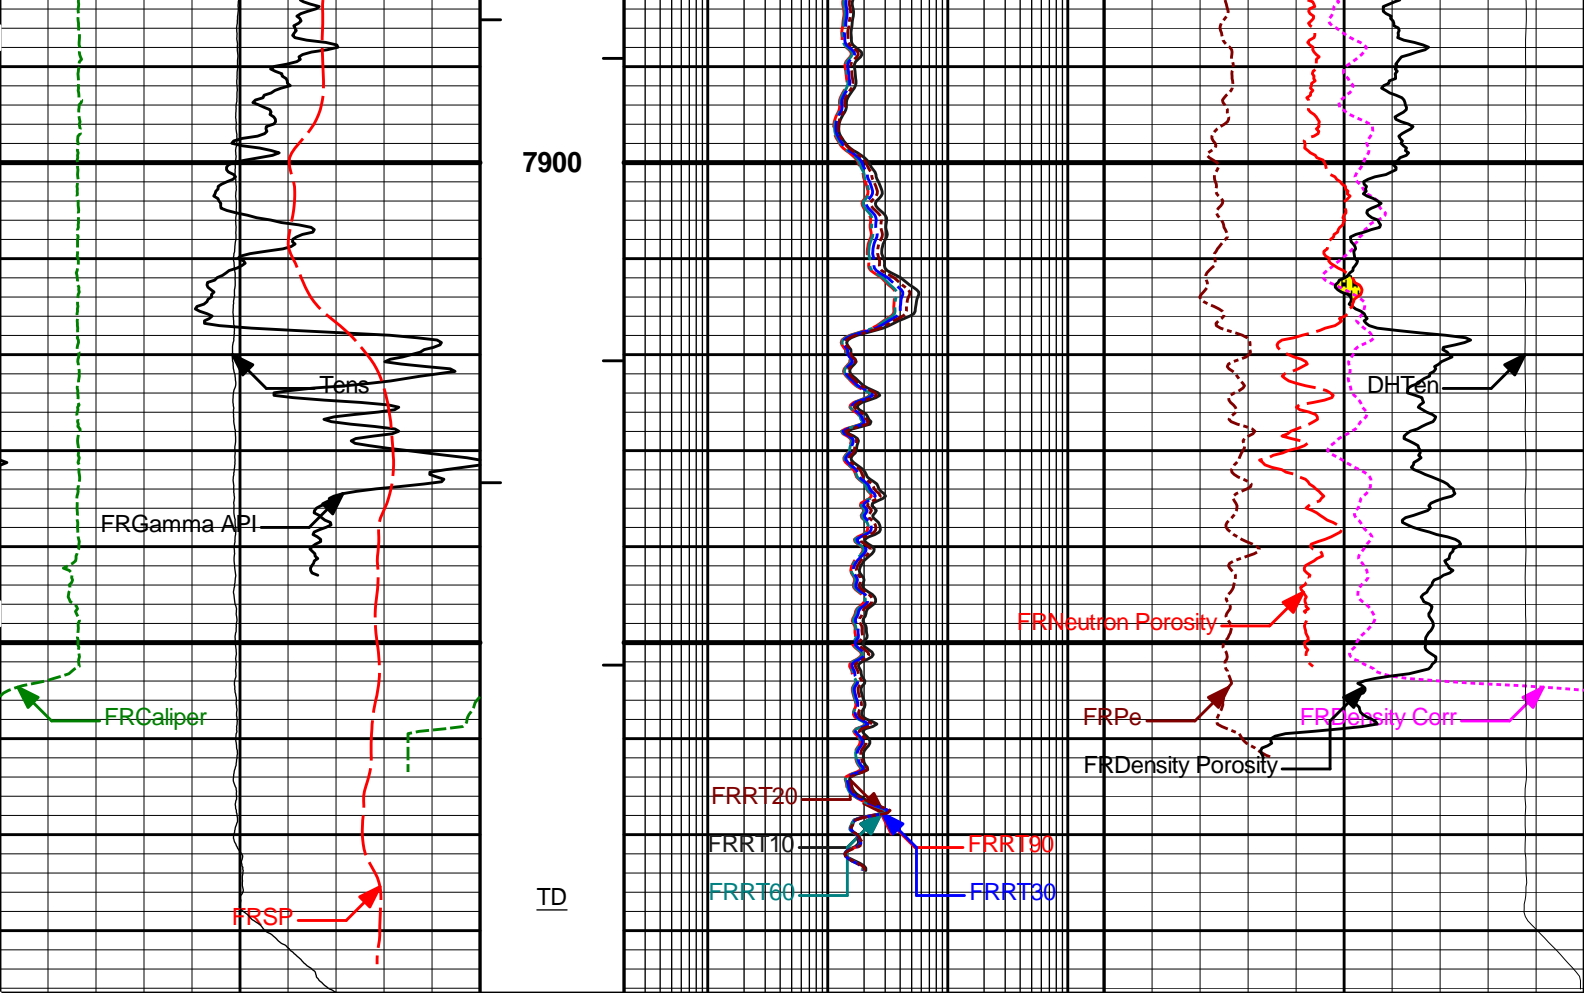 7900
Tens
DHTen
FRGamma API
FRNeutron Porosity
FRCaliper
FRPe
FRDensity Corr
FRDensity Porosity
FRRT20
FRRT10
FRRT90
FRRT60
FRRT30
TD
FRSP